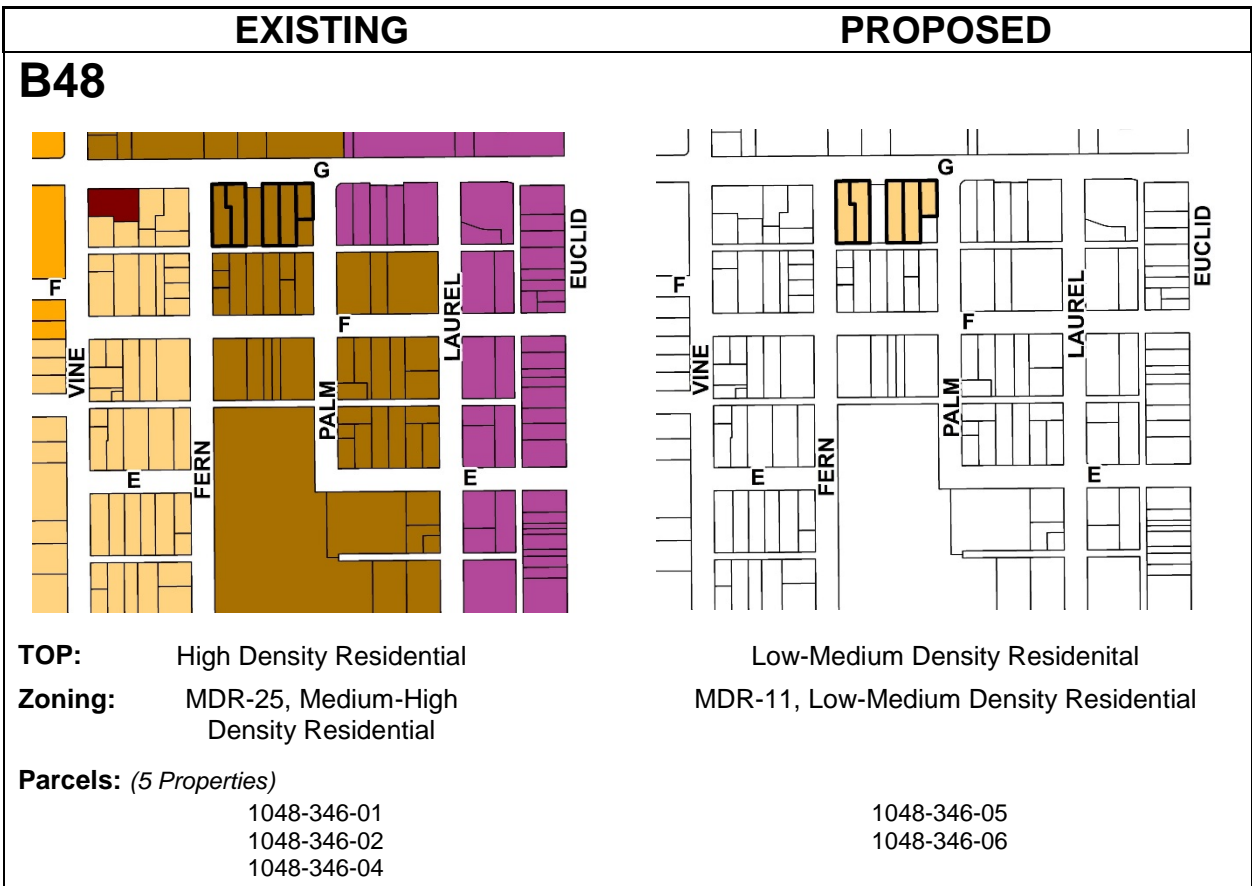 EXISTING PROPOSED
B48
G
F
EUCLID
LAUREL
F
VINE
PALM
FERN
E
E
G
F
EUCLID
LAUREL
F
VINE
PALM
FERN
E
E
TOP: High Density Residential Low-Medium Density Residenital
Zoning: MDR-25, Medium-High MDR-11, Low-Medium Density Residential
Density Residential
Parcels: (5 Properties)
1048-346-01 1048-346-05
1048-346-02 1048-346-06
1048-346-04